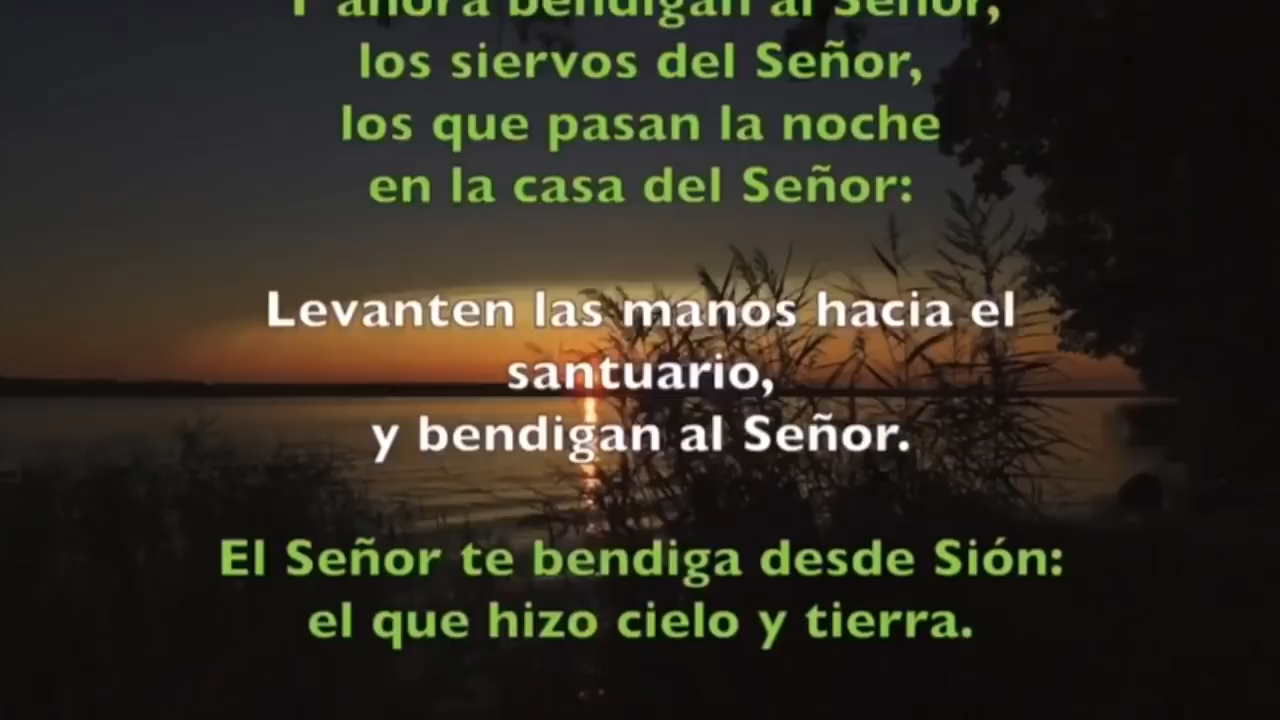 Y ahora bendigan al Señor,
los siervos del Señor,
los que pasan la noche
en la casa del Señor:
Levanten las manos hacia el
santuario,
y bendigan al Señor.
El Señor te bendiga desde Sión:
el que hizo cielo y tierra.